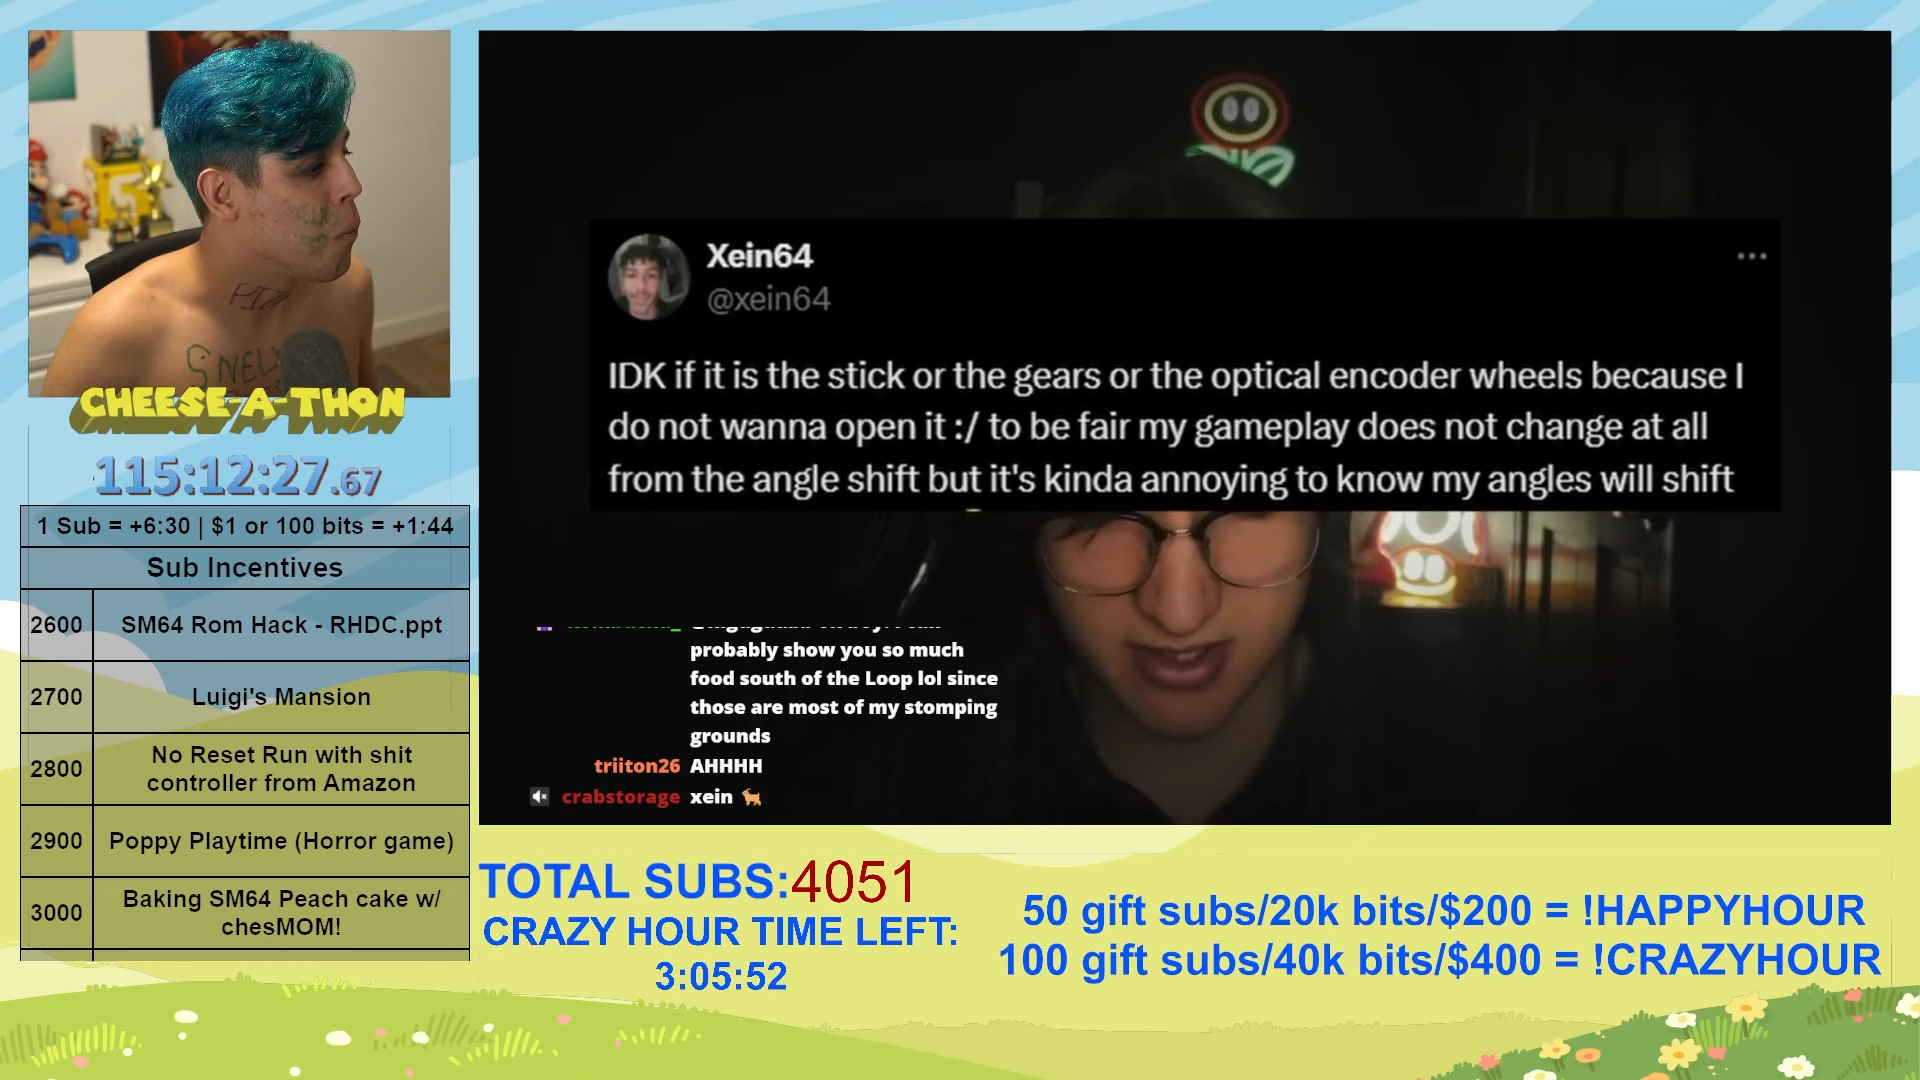 SNELY
CHEESE-A-THON
115:12:27.67
1 Sub = +6:30 | $1 or 100 bits = +1:44
Sub Incentives
2600 SM64 Rom Hack - RHDC.ppt
2700 Luigi's Mansion
2800 No Reset Run with shit
controller from Amazon
2900 Poppy Playtime (Horror game)
3000 Baking SM64 Peach cake w/
chesMOM!
Xein64
@xein64
IDK if it is the stick or the gears or the optical encoder wheels because I
do not wanna open it :/ to be fair my gameplay does not change at all
from the angle shift but it's kinda annoying to know my angles will shift
probably show you so much
food south of the Loop lol since
those are most of my stomping
grounds
triiton26 AHHHH
crabstorage xein
TOTAL SUBS:4051
CRAZY HOUR TIME LEFT:
3:05:52
50 gift subs/20k bits/$200 = !HAPPYHOUR
100 gift subs/40k bits/$400 = !CRAZYHOUR